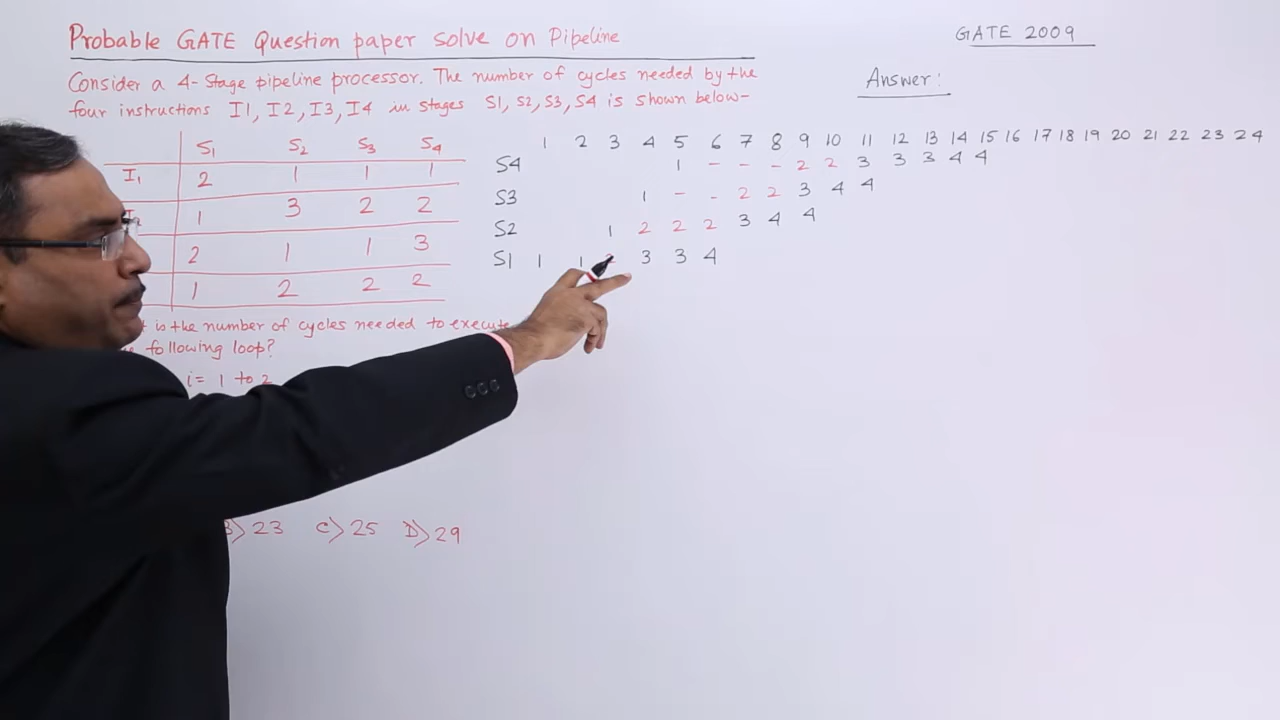 Probable GATE Question paper solve on Pipeline
GATE 2009
Consider a 4-Stage pipeline processor. The number of cycles needed by the
four instructions I1, I2, I3, I4 in stages S1, S2, S3, S4 is shown below-
Answer:
S1 S2 S3 S4
I1 2 1 1 1
1 3 2 2
2 1 1 3
1 2 2 2
1 2 3 4 5 6 7 8 9 10 11 12 13 14 15 16 17 18 19 20 21 22 23 24
S4 1 - - - 2 2 3 3 3 4 4
S3 1 - - 2 2 3 4 4
S2 1 2 2 2 3 4 4
S1 1 1 2 3 3 4
is the number of cycles needed to execute
following loop?
i= 1 to 2
B> 23 C> 25 D> 29